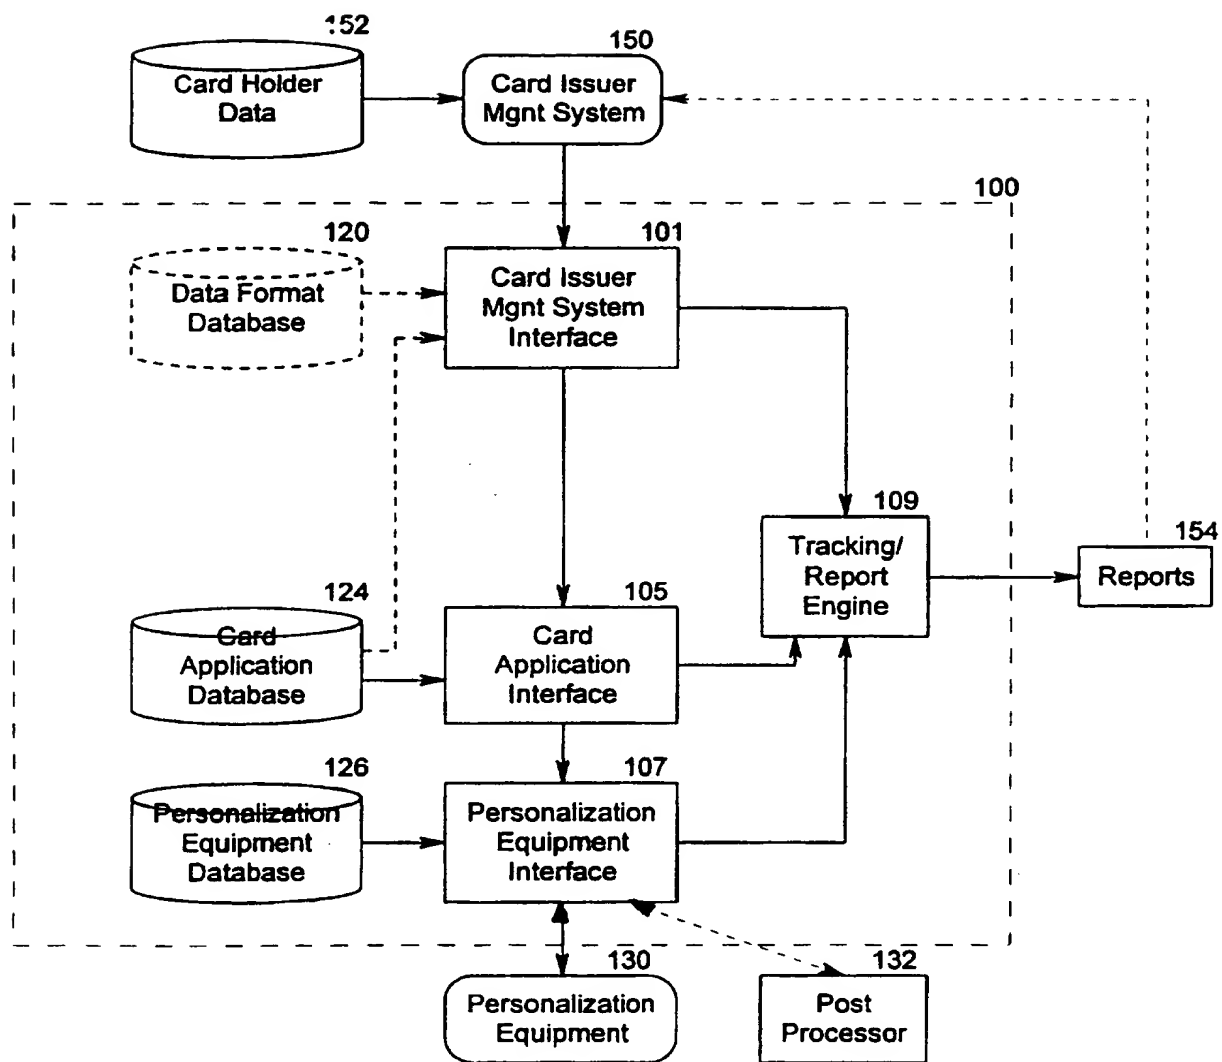 152
Card Holder
Data
150
Card Issuer
Mgnt System
100
120
Data Format
Database
101
Card Issuer
Mgnt System
Interface
109
Tracking/
Report
Engine
154
Reports
124
Card
Application
Database
105
Card
Application
Interface
126
Personalization
Equipment
Database
107
Personalization
Equipment
Interface
130
Personalization
Equipment
132
Post
Processor